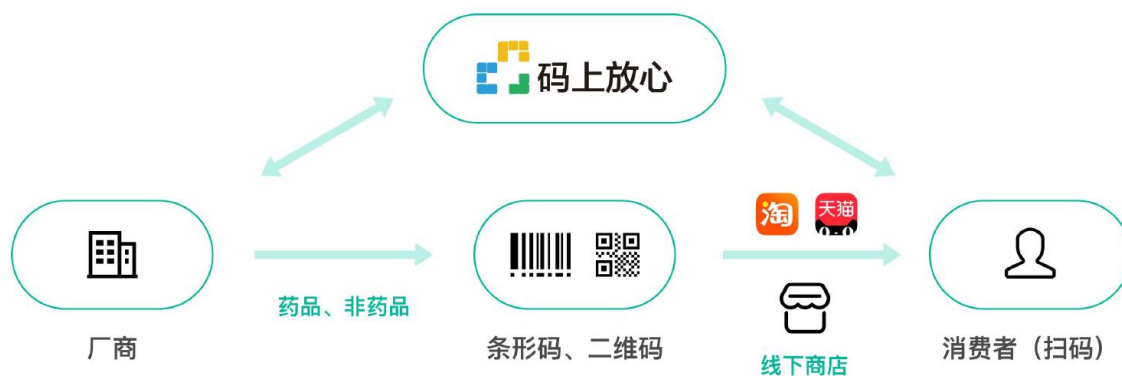 码上放心
淘
天猫
药品、非药品
厂商
条形码、二维码
线下商店
消费者（扫码）